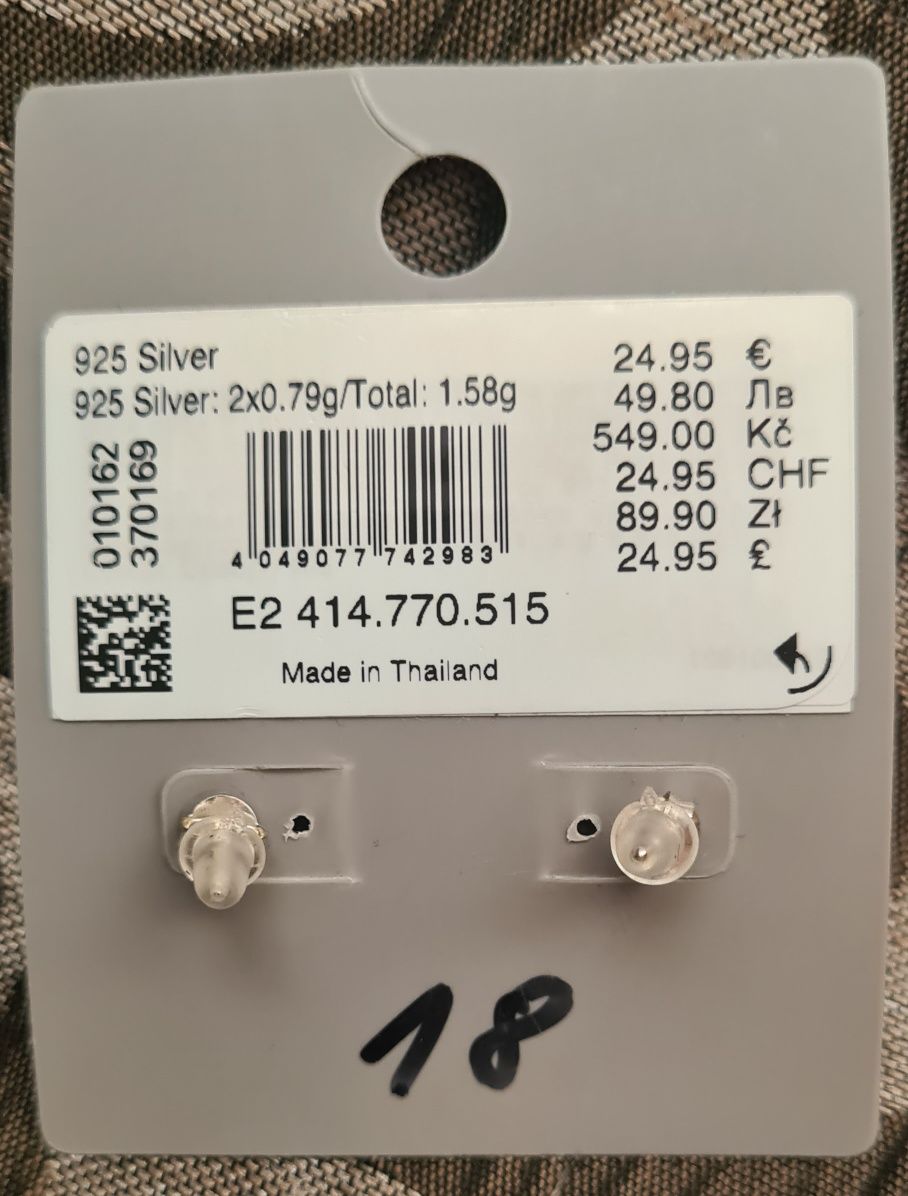 925 Silver
925 Silver: 2x0.79g/Total: 1.58g
24.95 €
49.80 Лв
549.00 Kč
24.95 CHF
89.90 Zł
24.95 £
010162
370169
4 049077 742983
E2 414.770.515
Made in Thailand
18